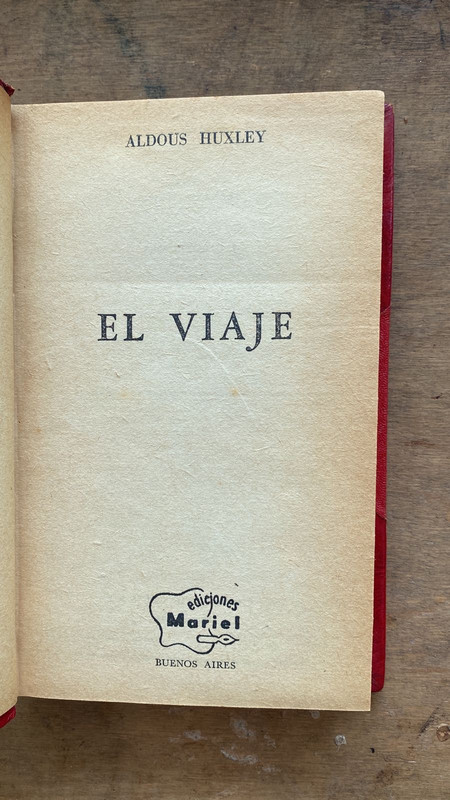 ALDOUS HUXLEY
EL VIAJE
ediciones
Mariel
BUENOS AIRES